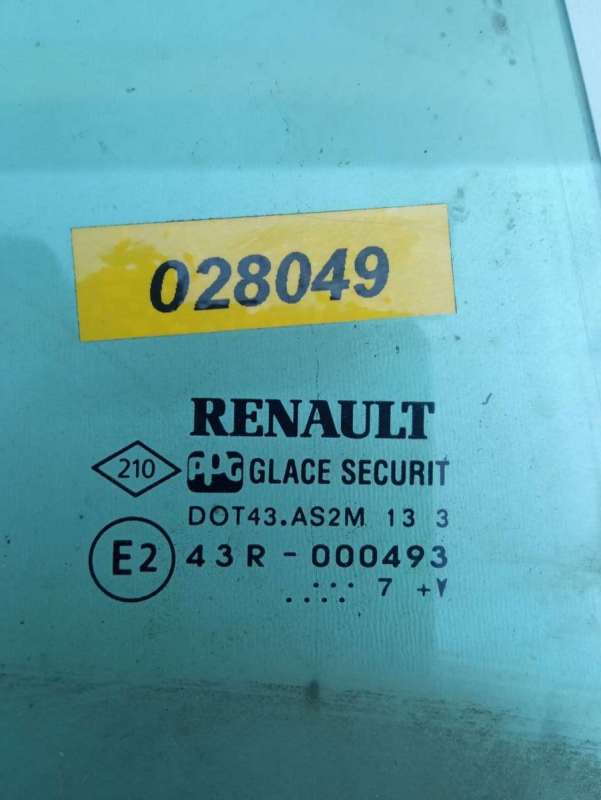 028049
RENAULT
210 PPG GLACE SECURIT
DOT43.AS2M 13 3
E2 43R - 000493
..:::· 7 +